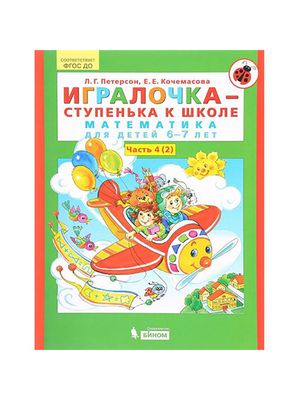 СООТВЕТСТВУЕТ
ФГОС ДО
Л. Г. Петерсон, Е. Е. Кочемасова
ИГРАЛОЧКА –
СТУПЕНЬКА К ШКОЛЕ
МАТЕМАТИКА
ДЛЯ ДЕТЕЙ 6–7 ЛЕТ
Часть 4 (2)
БИНОМ